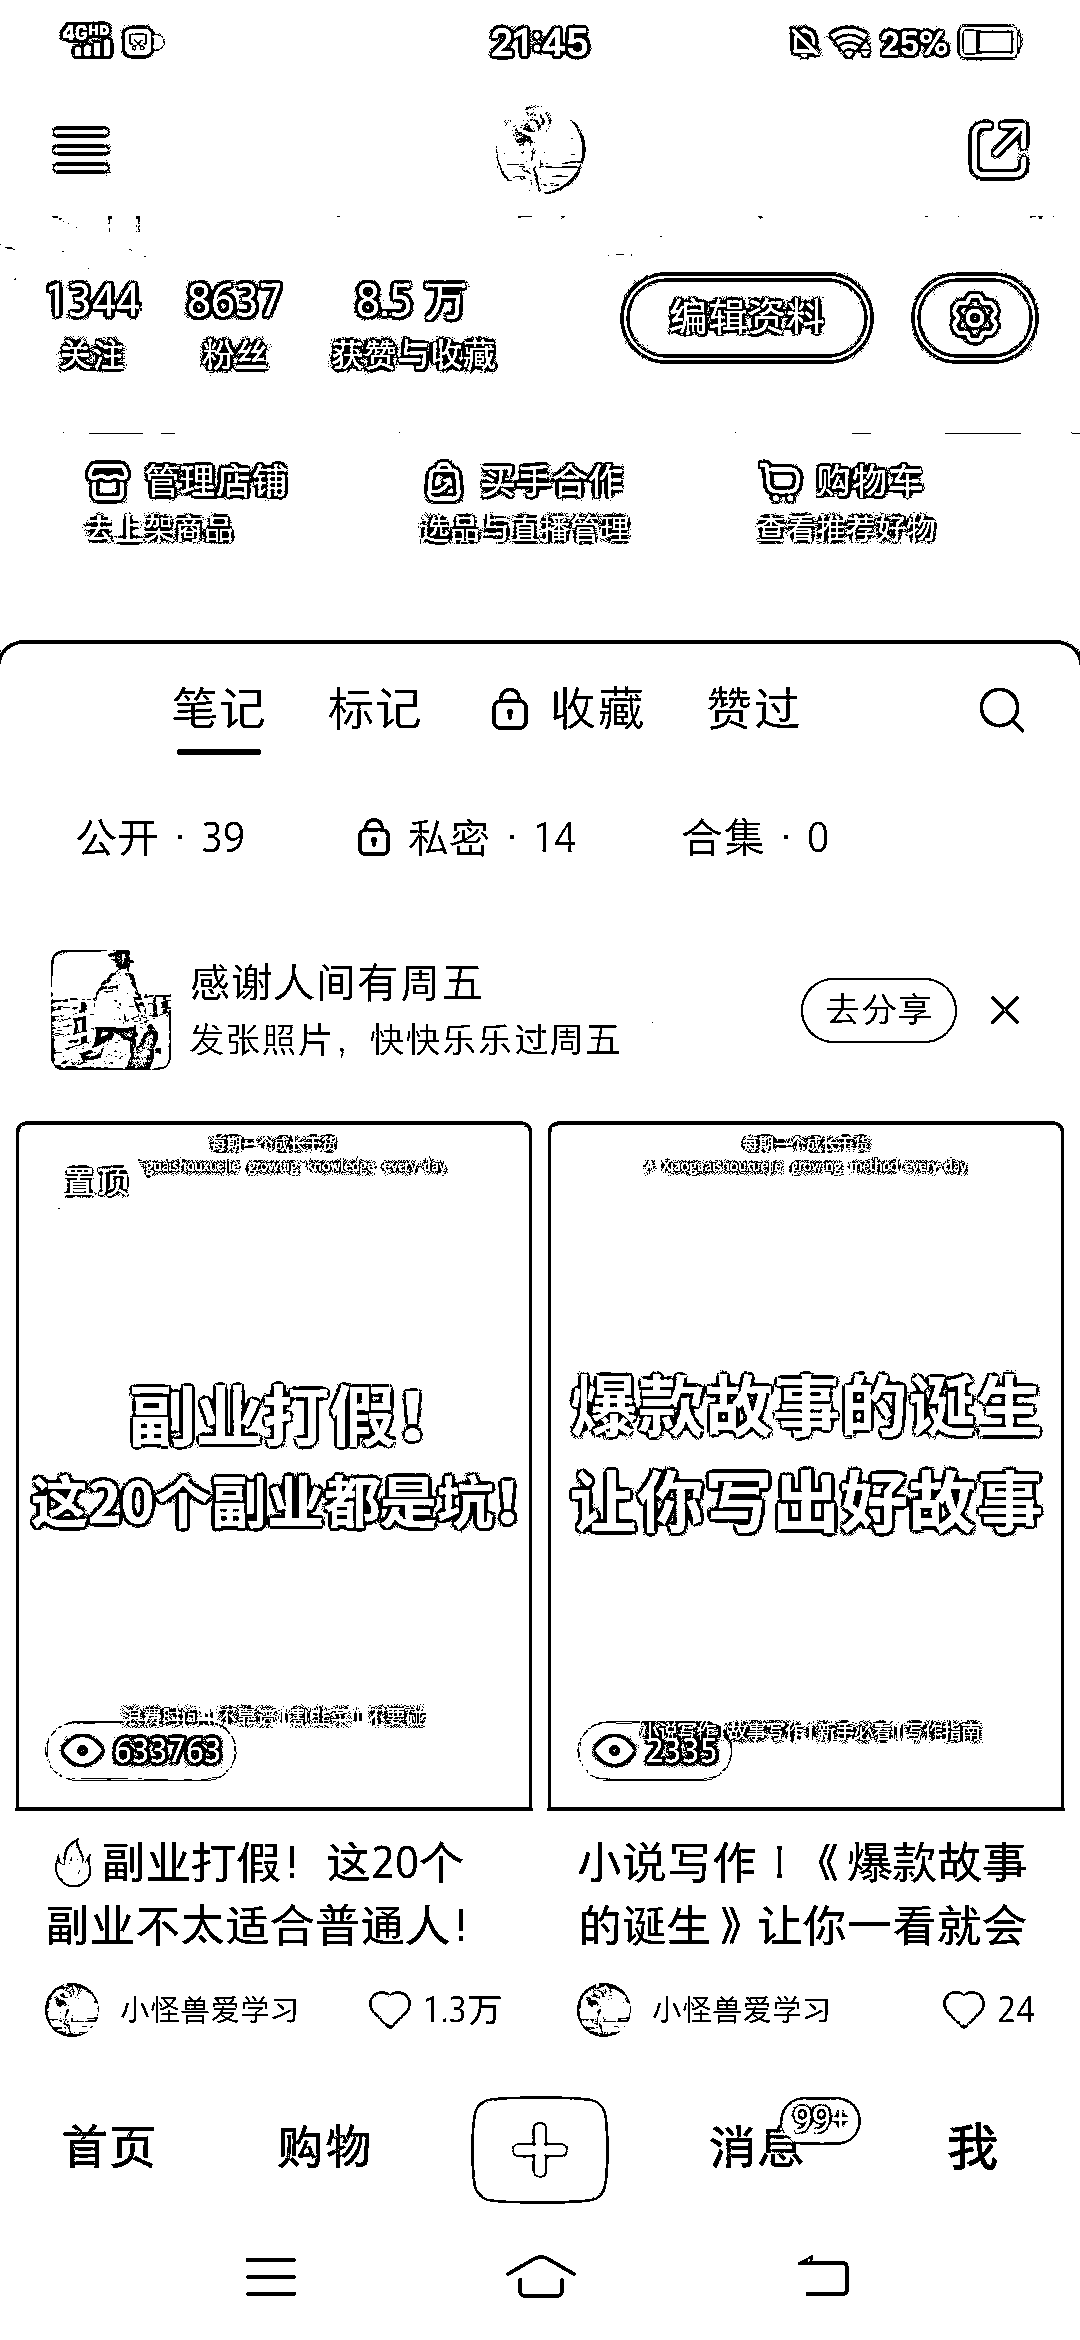 4GHD
21:45
25%
1344
8637
8.5 万
关注
粉丝
获赞与收藏
编辑资料
管理店铺
买手合作
购物车
去上架商品
选品与直播管理
查看推荐好物
笔记
标记
收藏
赞过
公开 · 39
私密 · 14
合集 · 0
感谢人间有周五
发张照片，快快乐乐过周五
去分享
每期一个成长干货
growing knowledge every day
置顶
副业打假！
这20个副业都是坑！
633763
每期一个成长干货
growing method every day
爆款故事的诞生
让你写出好故事
小说写作 | 故事写作 | 新手必看 | 写作指南
2335
🔥副业打假！这20个
副业不太适合普通人！
小怪兽爱学习
1.3万
小说写作｜《爆款故事
的诞生》让你一看就会
小怪兽爱学习
24
首页
购物
消息
99+
我